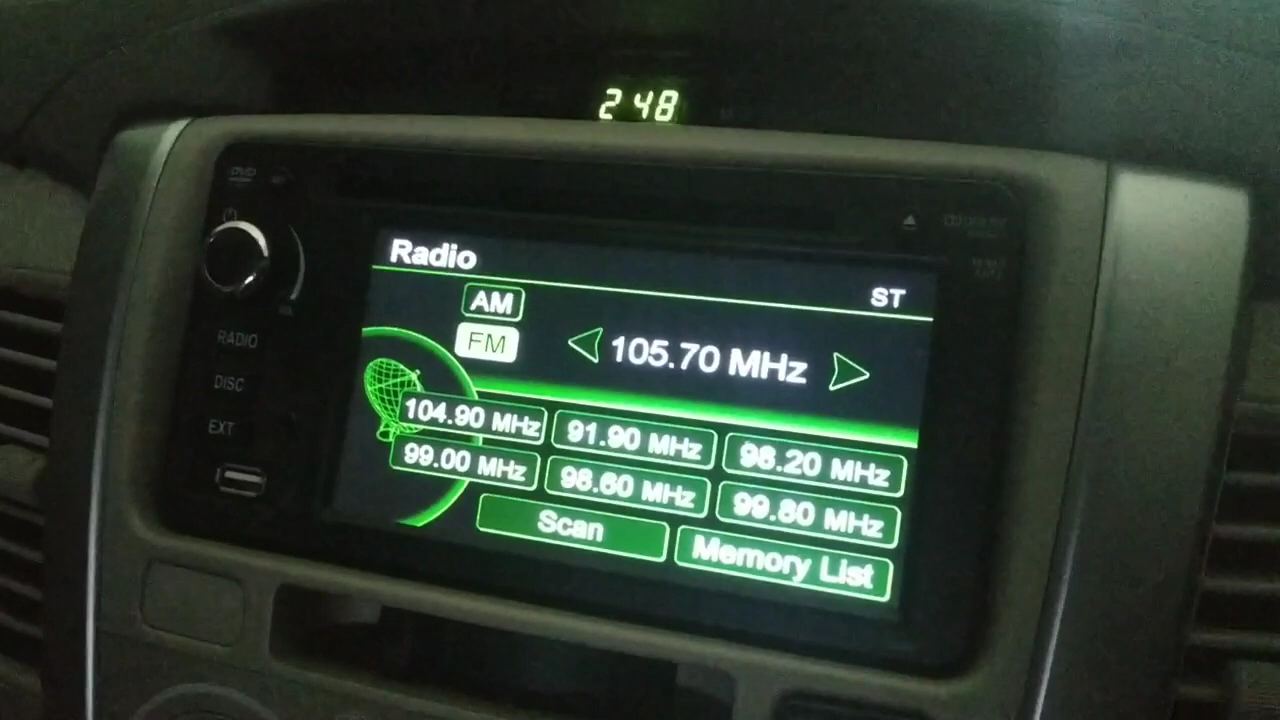 2 48
DVD
Radio
ST
AM
FM
105.70 MHz
RADIO
DISC
EXT
104.90 MHz 91.90 MHz 98.20 MHz
99.00 MHz 98.60 MHz 99.80 MHz
Scan Memory List